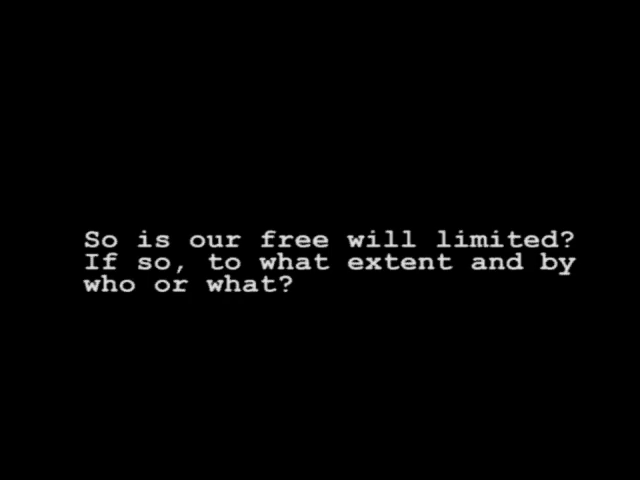 So is our free will limited?
If so, to what extent and by
who or what?